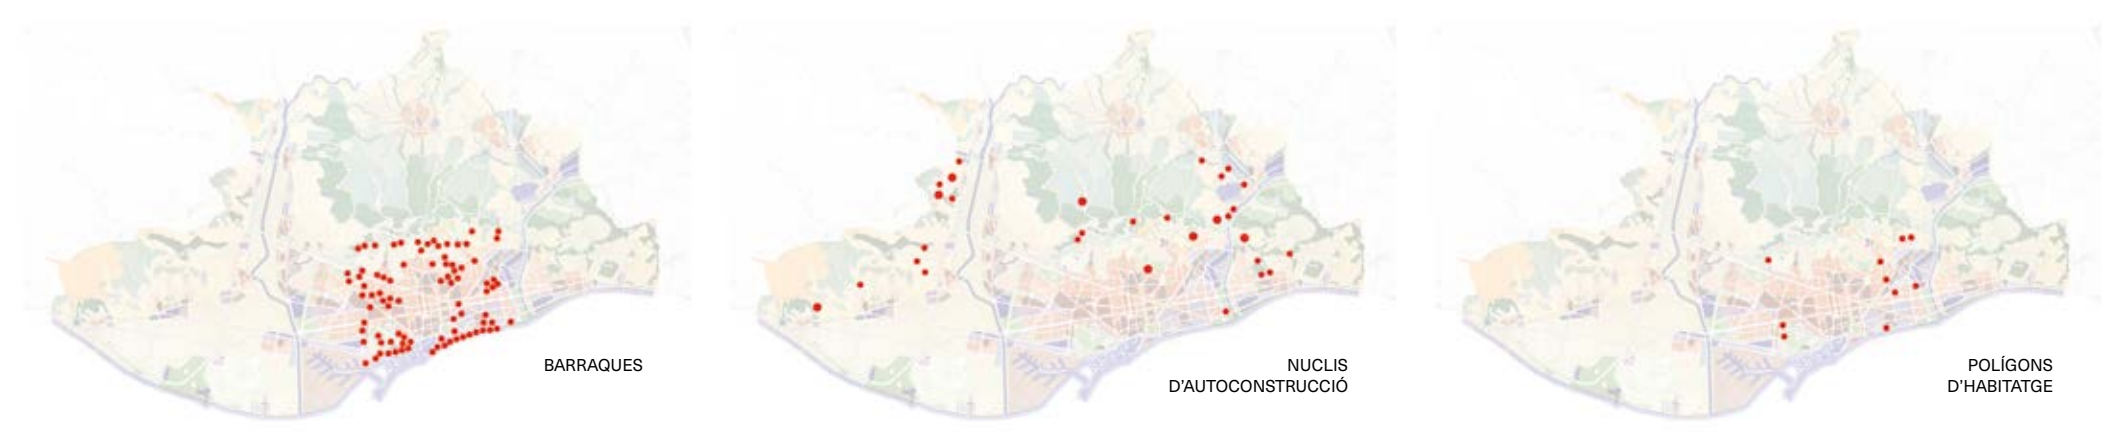 BARRAQUES
NUCLIS
D'AUTOCONSTRUCCIÓ
POLÍGONS
D'HABITATGE